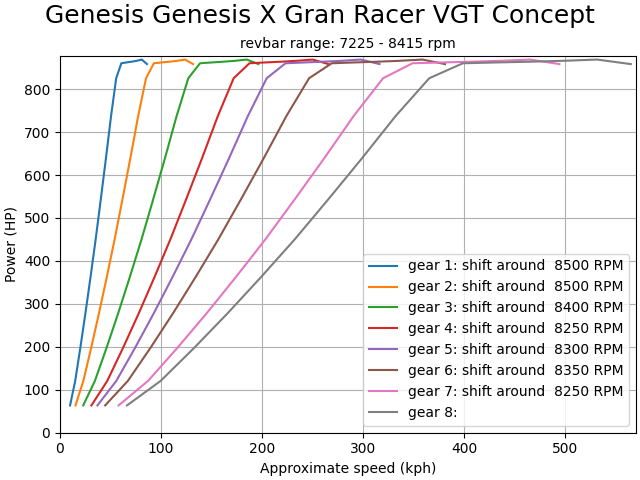 Genesis Genesis X Gran Racer VGT Concept
revbar range: 7225 - 8415 rpm
Power (HP)
800
700
600
500
400
300
200
100
0
gear 1: shift around  8500 RPM
gear 2: shift around  8500 RPM
gear 3: shift around  8400 RPM
gear 4: shift around  8250 RPM
gear 5: shift around  8300 RPM
gear 6: shift around  8350 RPM
gear 7: shift around  8250 RPM
gear 8:
0 100 200 300 400 500
Approximate speed (kph)